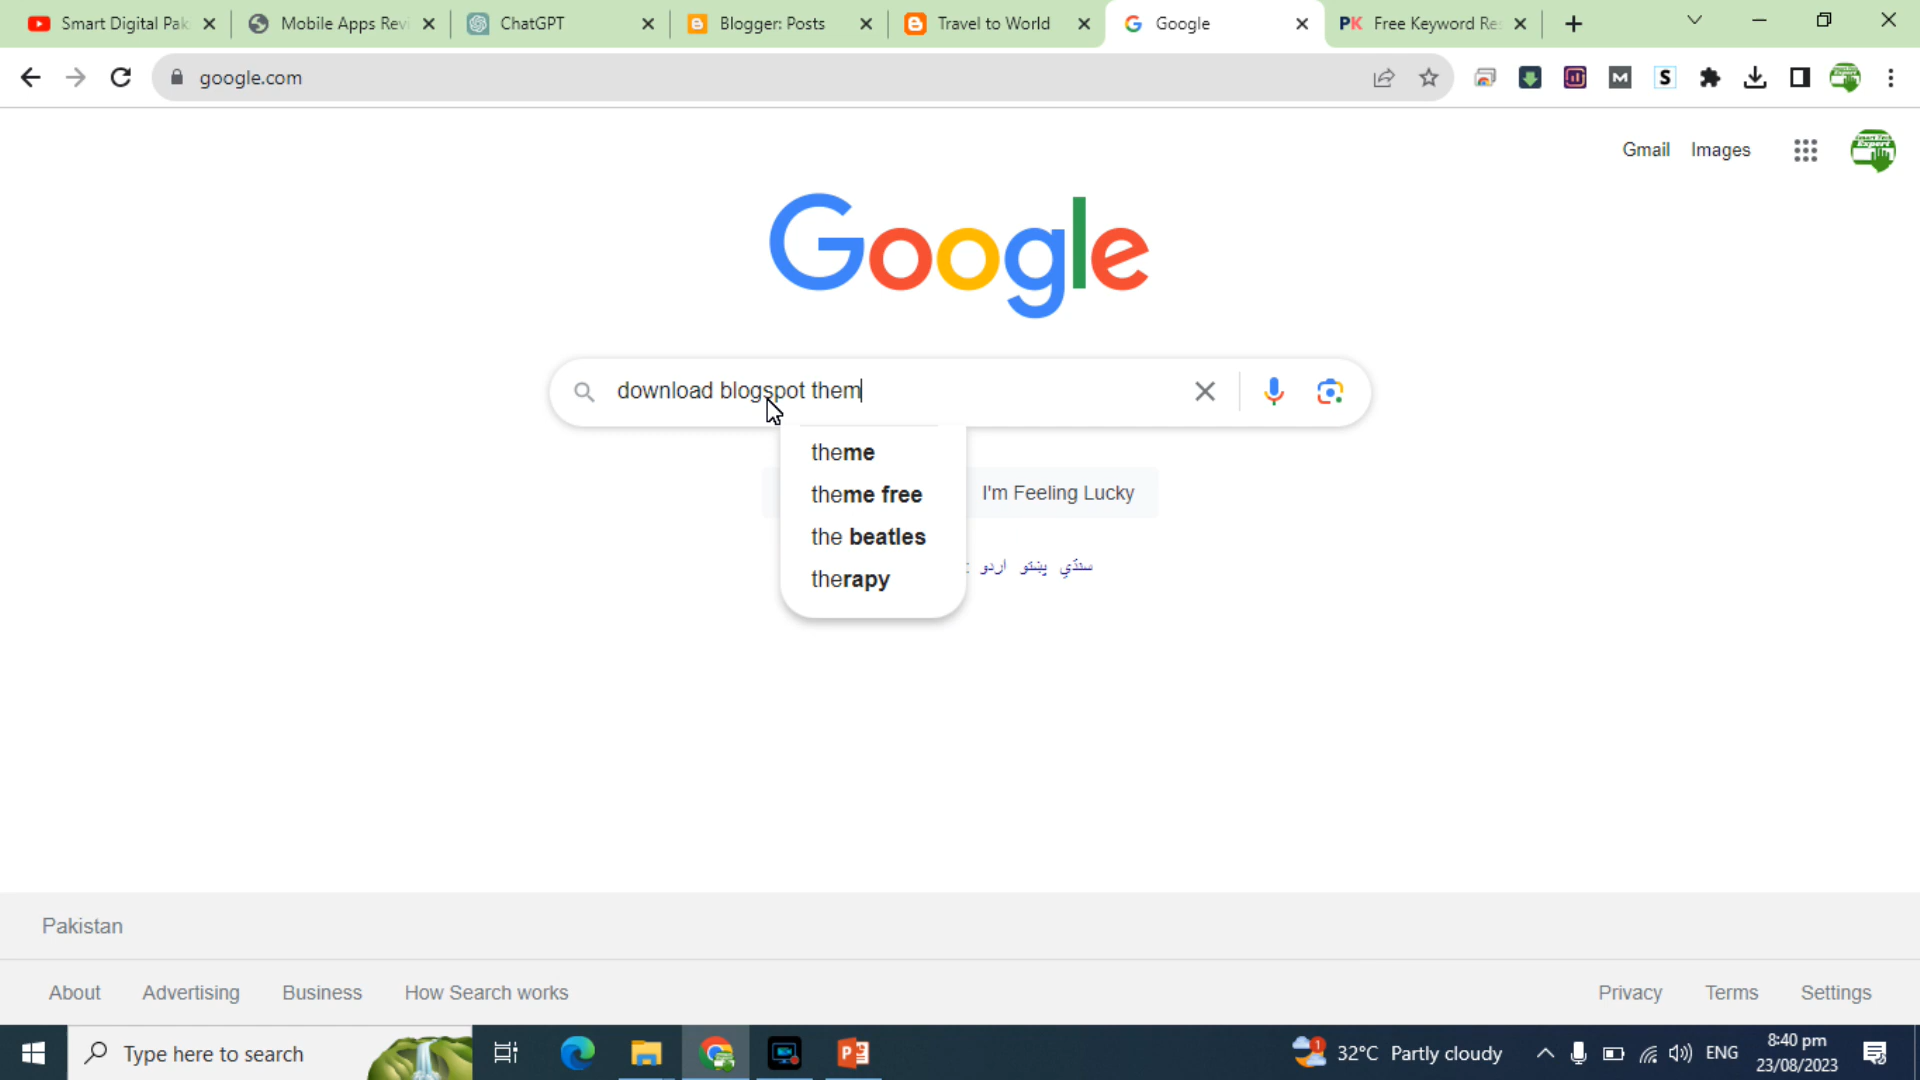 Smart Digital Pak
Mobile Apps Revi
ChatGPT
Blogger: Posts
Travel to World
Google
PK Free Keyword Re
google.com
Gmail Images
Google
download blogspot them
theme
theme free
the beatles
therapy
I'm Feeling Lucky
اردو پښتو سنڌي
Pakistan
About Advertising Business How Search works
Privacy Terms Settings
Type here to search
32°C Partly cloudy
ENG
8:40 pm
23/08/2023